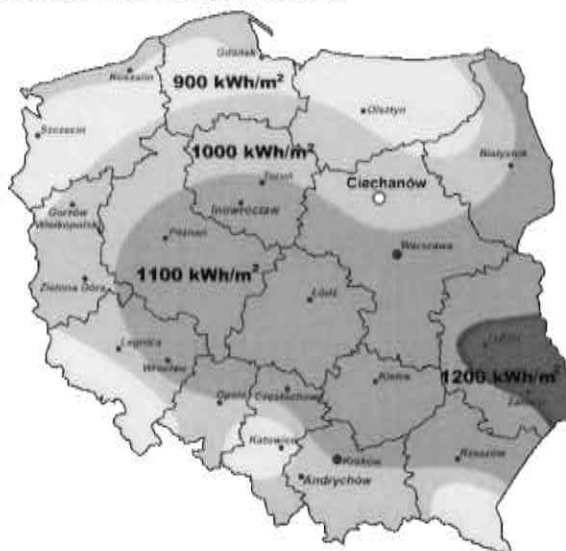 Gdańsk
Koszalin
900 kWh/m²
Olsztyn
Szczecin
1000 kWh/m²
Białystok
Toruń
Ciechanów
Gorzów
Wielkopolski
Inowrocław
Poznań
Warszawa
1100 kWh/m²
Zielona Góra
Łódź
Lublin
Legnica
Wrocław
1200 kWh/m²
Kielce
Opole
Częstochowa
Katowice
Kraków
Rzeszów
Andrychów